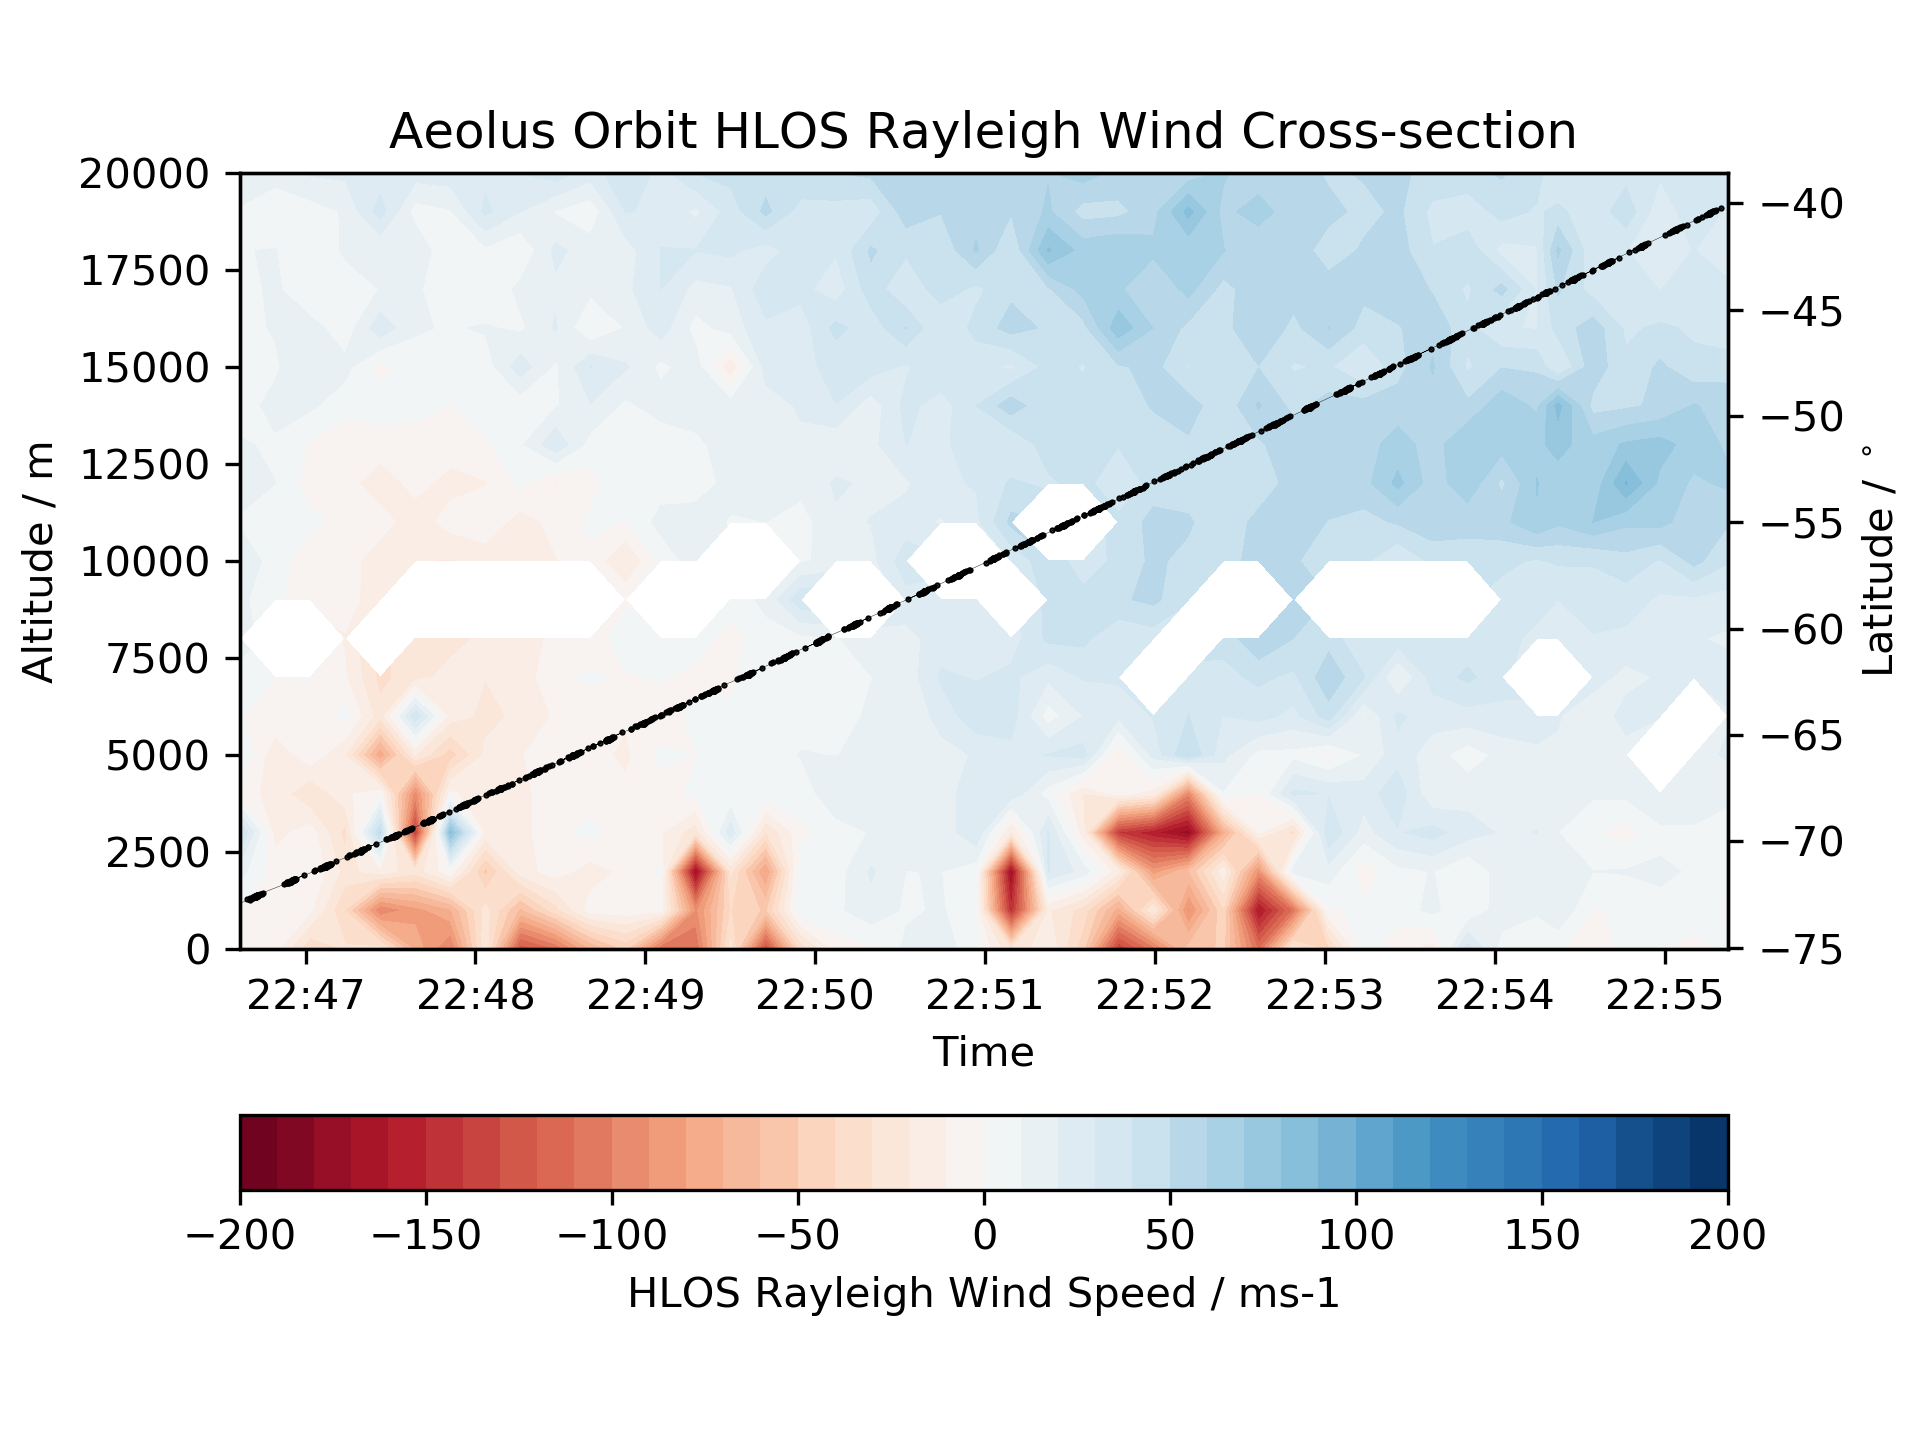 Aeolus Orbit HLOS Rayleigh Wind Cross-section
Altitude / m
20000
17500
15000
12500
10000
7500
5000
2500
0
−40
−45
−50
−55
−60
−65
−70
−75
Latitude / °
22:47 22:48 22:49 22:50 22:51 22:52 22:53 22:54 22:55
Time
−200 −150 −100 −50 0 50 100 150 200
HLOS Rayleigh Wind Speed / ms-1